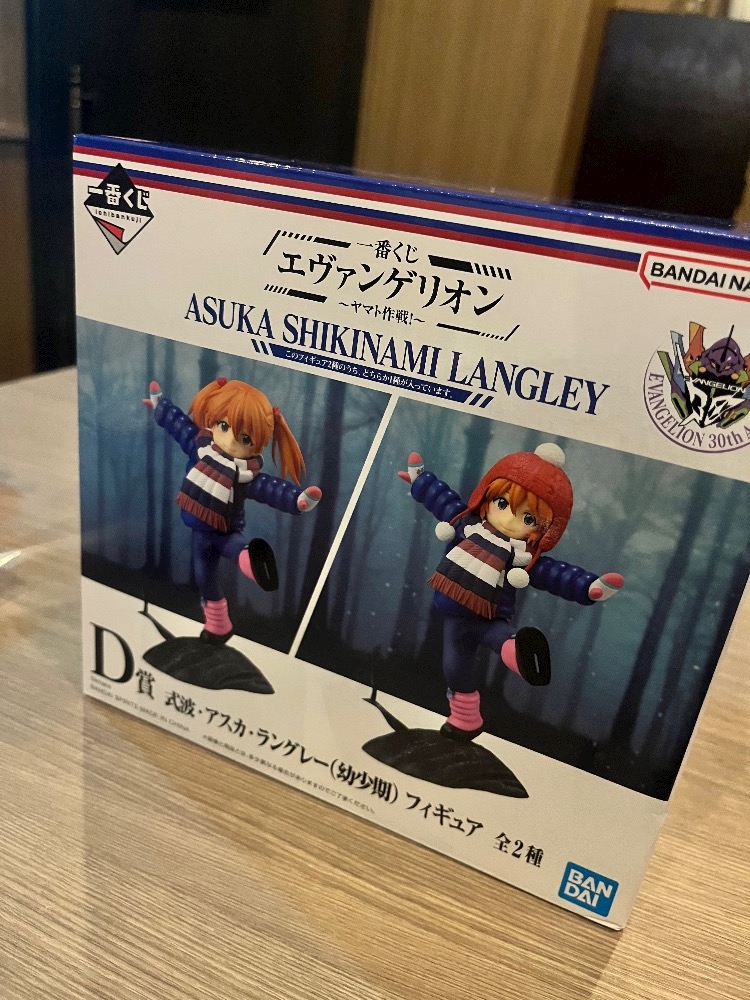 一番くじ
ichibankuji
一番くじ
エヴァンゲリオン
～ヤマト作戦!～
BANDAI NA
ASUKA SHIKINAMI LANGLEY
このフィギュア2種のうち、どちらか1種が入っています。
EVANGELION
EVANGELION 30th A
D賞 式波・アスカ・ラングレー(幼少期) フィギュア 全2種
BANDAI SPIRITS MADE IN CHINA
BAN
DAI